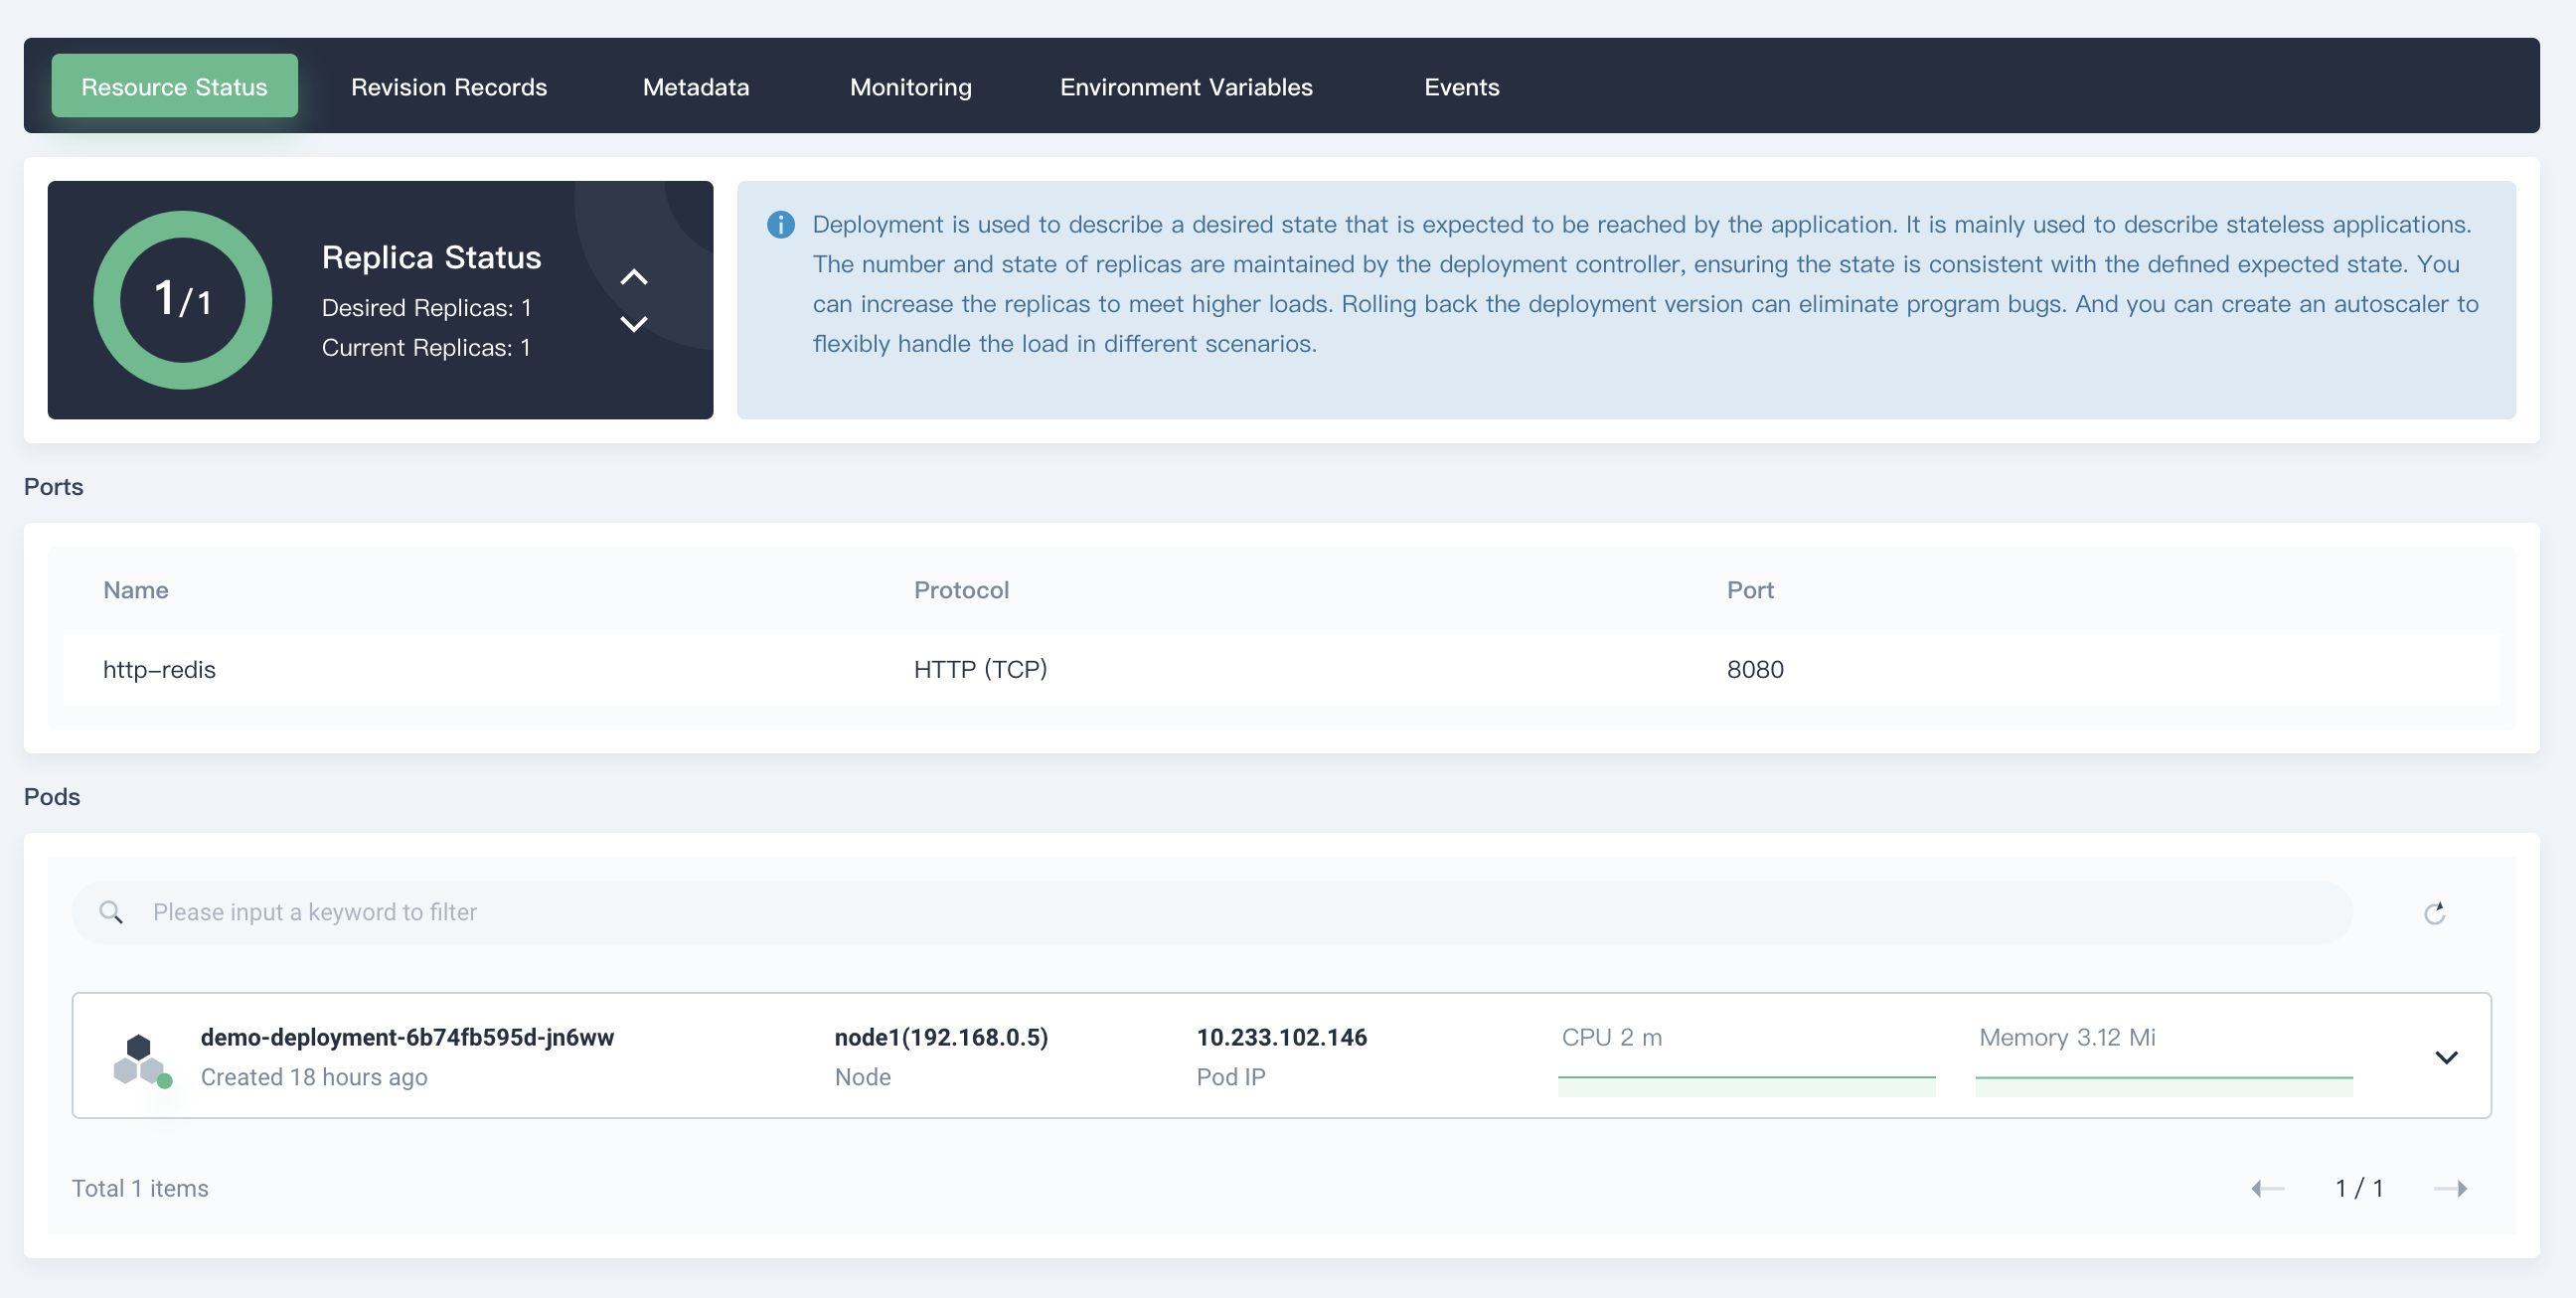 Resource Status Revision Records Metadata Monitoring Environment Variables Events
1/1
Replica Status
Desired Replicas: 1
Current Replicas: 1
Deployment is used to describe a desired state that is expected to be reached by the application. It is mainly used to describe stateless applications.
The number and state of replicas are maintained by the deployment controller, ensuring the state is consistent with the defined expected state. You
can increase the replicas to meet higher loads. Rolling back the deployment version can eliminate program bugs. And you can create an autoscaler to
flexibly handle the load in different scenarios.
Ports
Name Protocol Port
http-redis HTTP (TCP) 8080
Pods
Please input a keyword to filter
demo-deployment-6b74fb595d-jn6ww node1(192.168.0.5) 10.233.102.146 CPU 2 m Memory 3.12 Mi
Created 18 hours ago Node Pod IP
Total 1 items 1 / 1